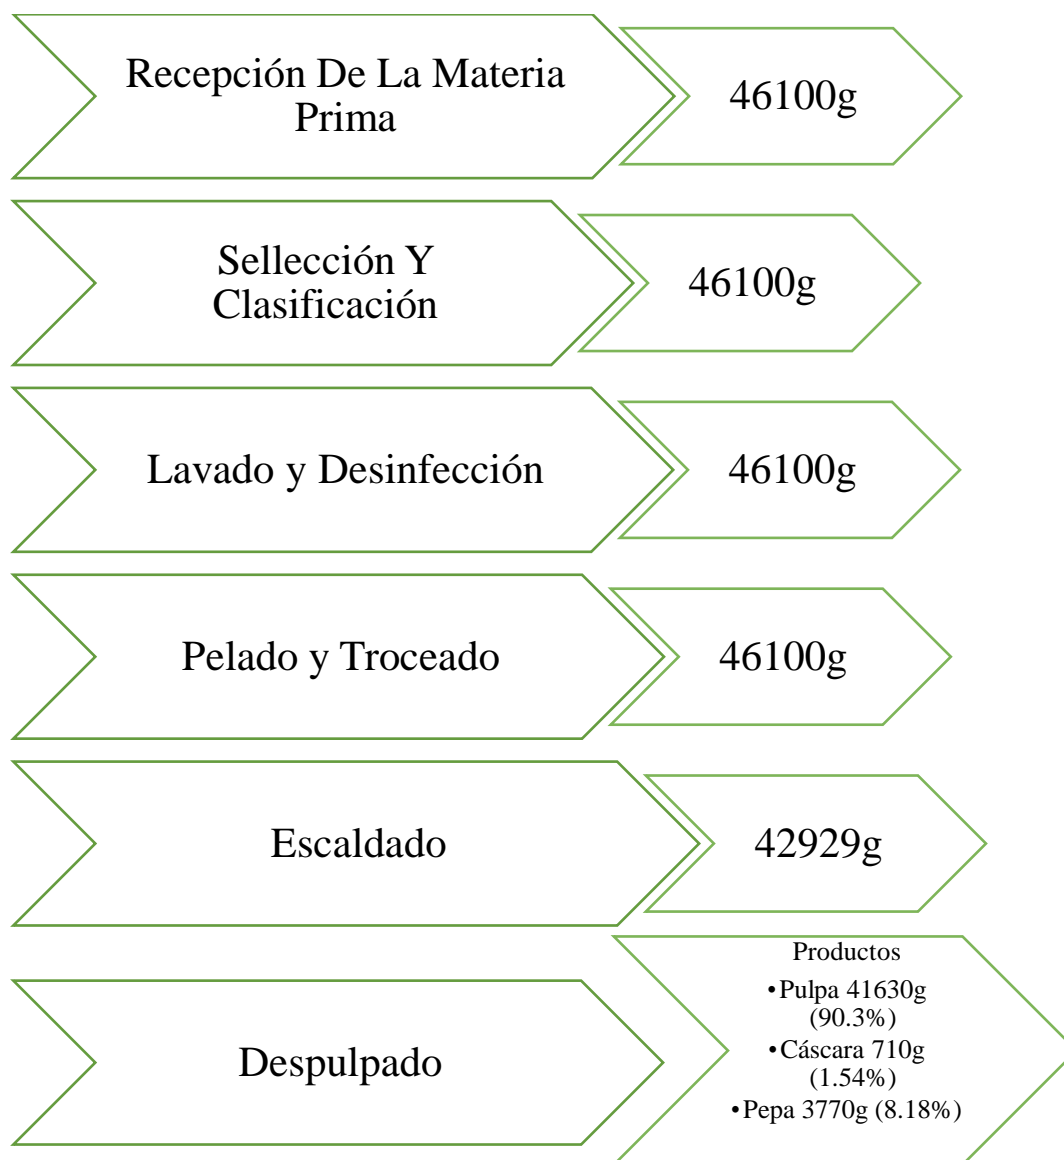 Recepción De La Materia
Prima
46100g
Sellección Y
Clasificación
46100g
Lavado y Desinfección
46100g
Pelado y Troceado
46100g
Escaldado
42929g
Despulpado
Productos
•Pulpa 41630g
(90.3%)
•Cáscara 710g
(1.54%)
•Pepa 3770g (8.18%)